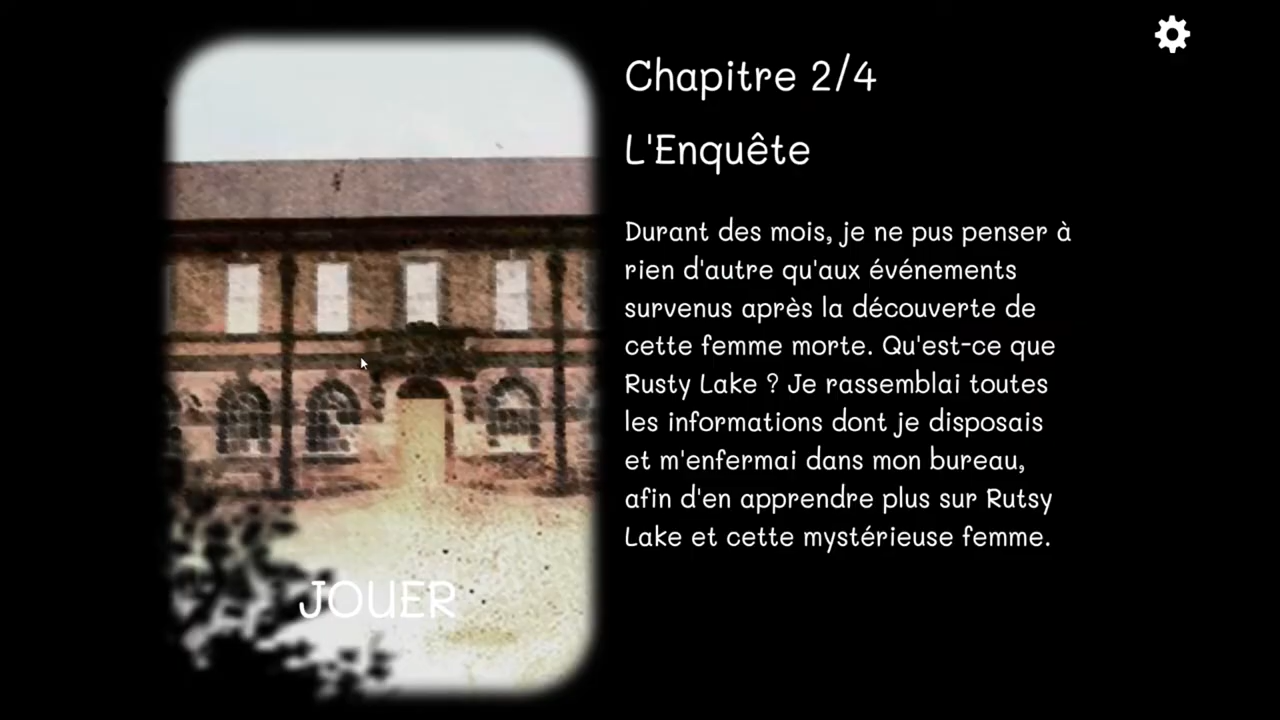 Chapitre 2/4
L'Enquête
Durant des mois, je ne pus penser à
rien d'autre qu'aux événements
survenus après la découverte de
cette femme morte. Qu'est-ce que
Rusty Lake ? Je rassemblai toutes
les informations dont je disposais
et m'enfermai dans mon bureau,
afin d'en apprendre plus sur Rutsy
Lake et cette mystérieuse femme.
JOUER